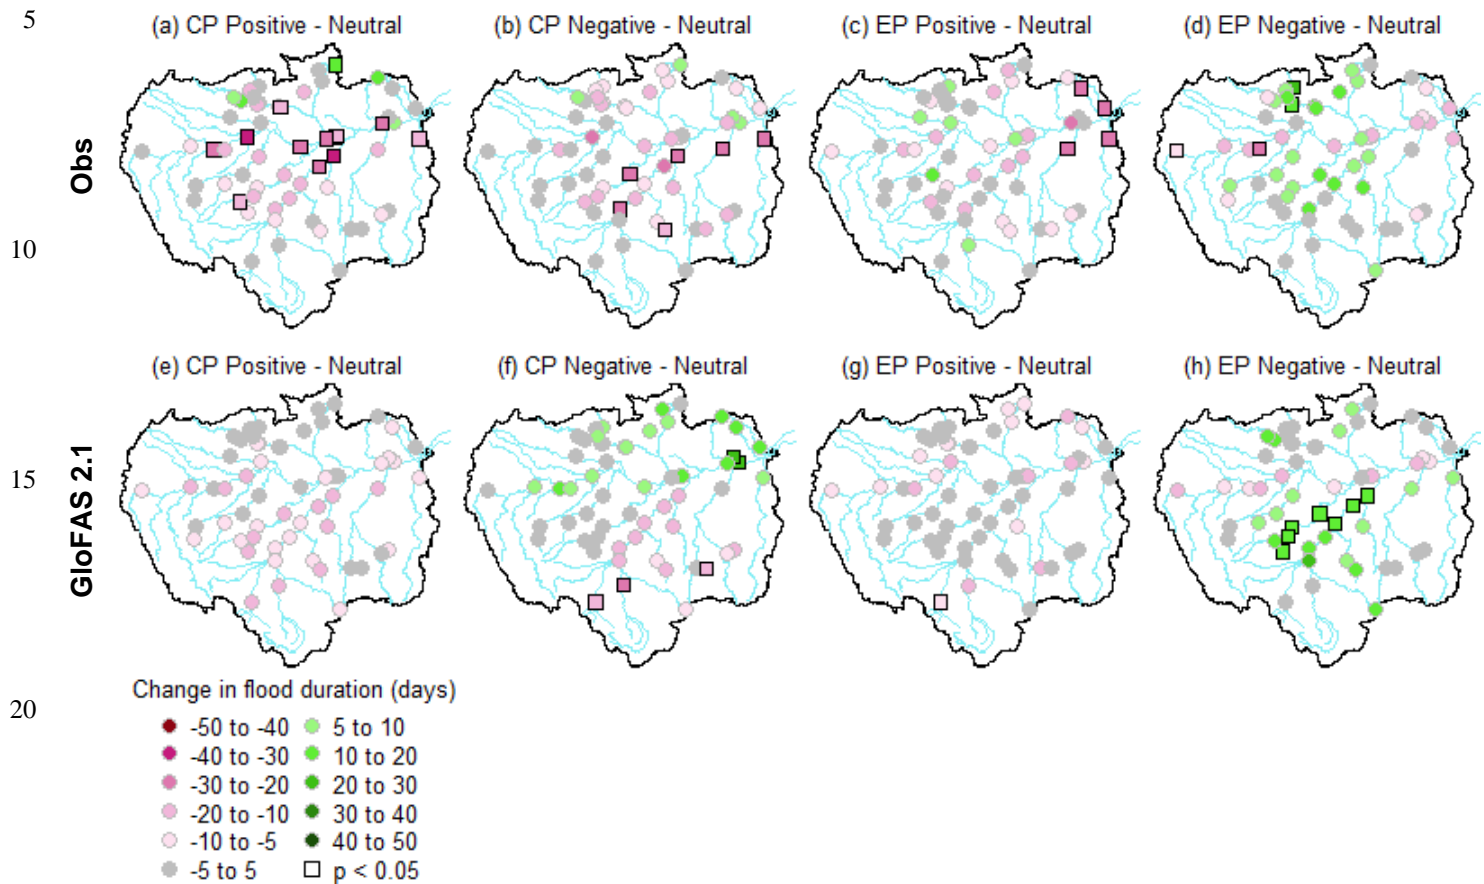 5
(a) CP Positive - Neutral
(b) CP Negative - Neutral
(c) EP Positive - Neutral
(d) EP Negative - Neutral
Obs
10
(e) CP Positive - Neutral
(f) CP Negative - Neutral
(g) EP Positive - Neutral
(h) EP Negative - Neutral
15
GloFAS 2.1
Change in flood duration (days)
20
-50 to -40
-40 to -30
-30 to -20
-20 to -10
-10 to -5
-5 to 5
5 to 10
10 to 20
20 to 30
30 to 40
40 to 50
p < 0.05